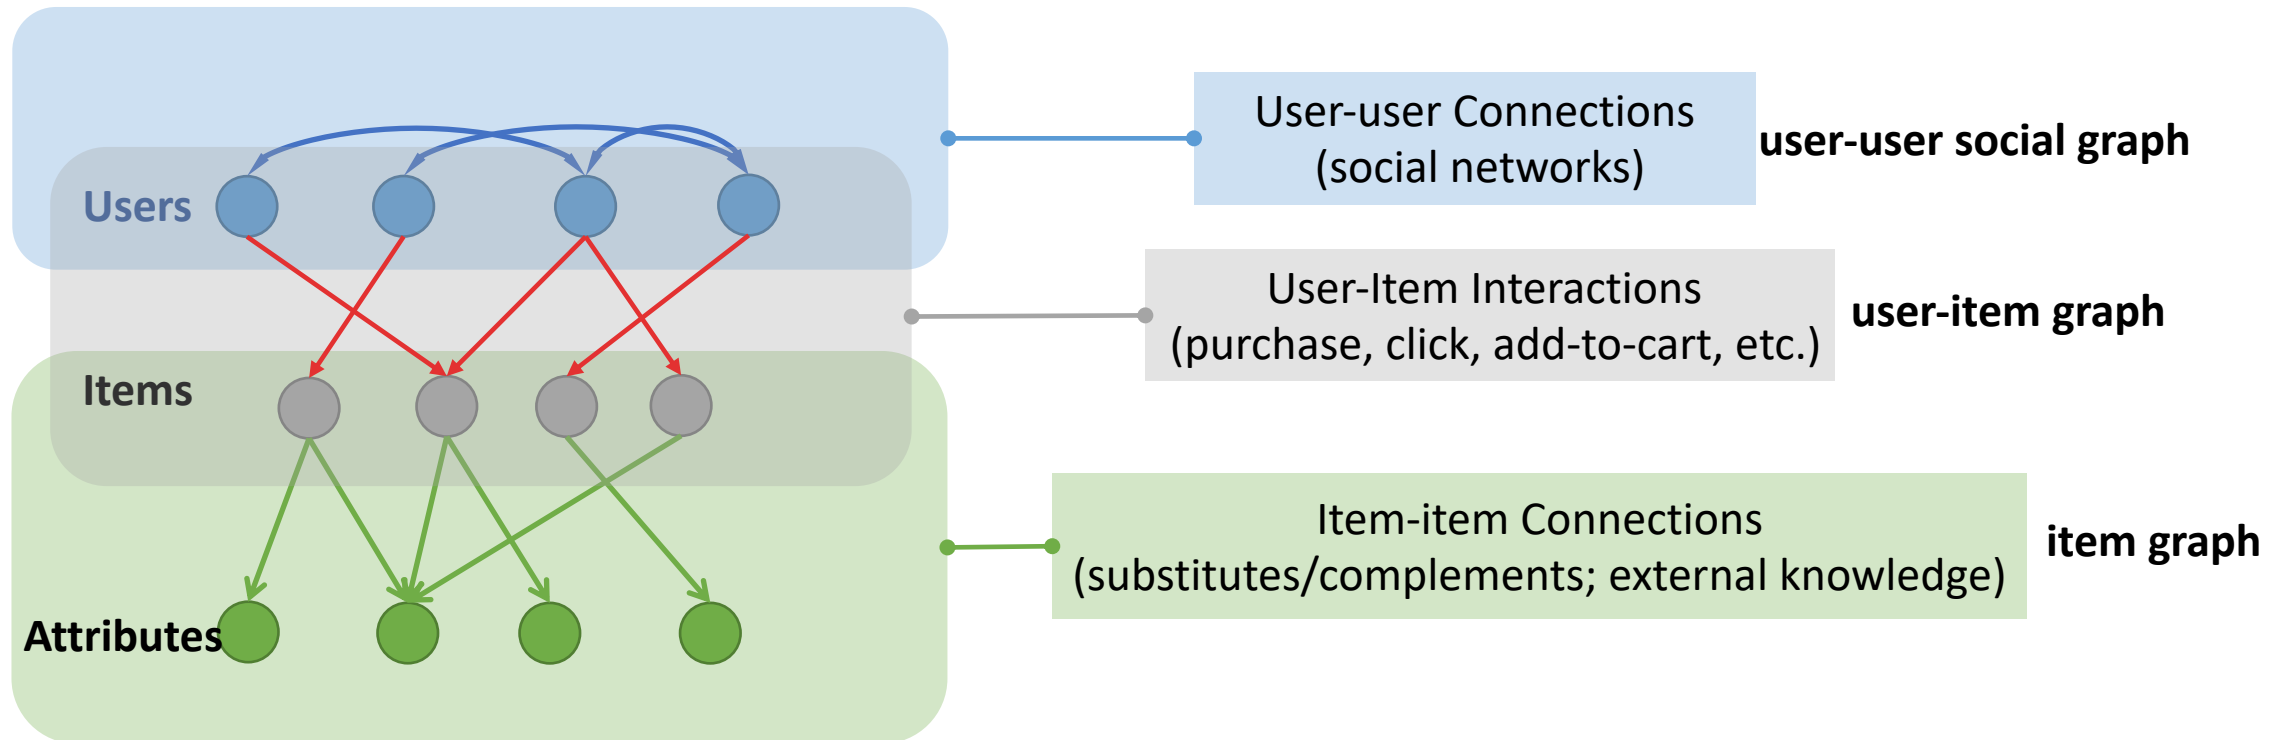 Users
Items
Attributes
User-user Connections
(social networks)
user-user social graph
User-Item Interactions
(purchase, click, add-to-cart, etc.)
user-item graph
Item-item Connections
(substitutes/complements; external knowledge)
item graph